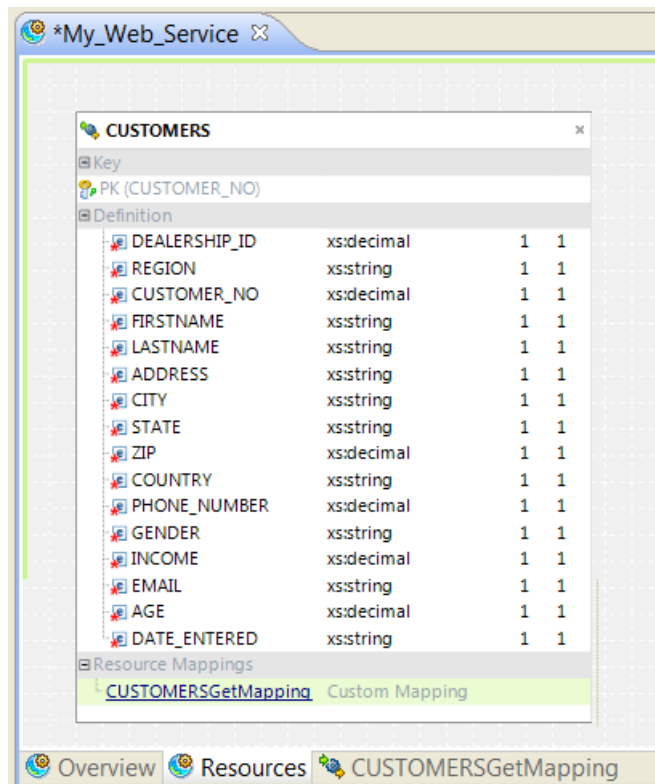 *My_Web_Service
CUSTOMERS
Key
PK (CUSTOMER_NO)
Definition
DEALERSHIP_ID xs:decimal 1 1
REGION xs:string 1 1
CUSTOMER_NO xs:decimal 1 1
FIRSTNAME xs:string 1 1
LASTNAME xs:string 1 1
ADDRESS xs:string 1 1
CITY xs:string 1 1
STATE xs:string 1 1
ZIP xs:decimal 1 1
COUNTRY xs:string 1 1
PHONE_NUMBER xs:decimal 1 1
GENDER xs:string 1 1
INCOME xs:decimal 1 1
EMAIL xs:string 1 1
AGE xs:decimal 1 1
DATE_ENTERED xs:string 1 1
Resource Mappings
CUSTOMERSGetMapping Custom Mapping
Overview Resources CUSTOMERSGetMapping